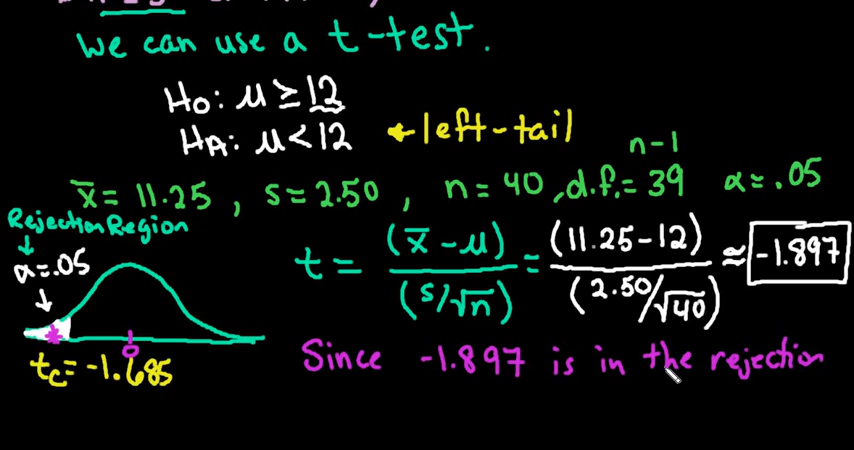 We can use a t-test.
H₀: μ ≥ 12
Hₐ: μ < 12 ← left-tail
n-1
x̄ = 11.25, s = 2.50, n = 40, d.f. = 39 α = .05
Rejection Region
α = .05
t = (x̄ - μ) / (s/√n) = (11.25 - 12) / (2.50/√40) ≈ -1.897
0
t꜀ = -1.685
Since -1.897 is in the rejection